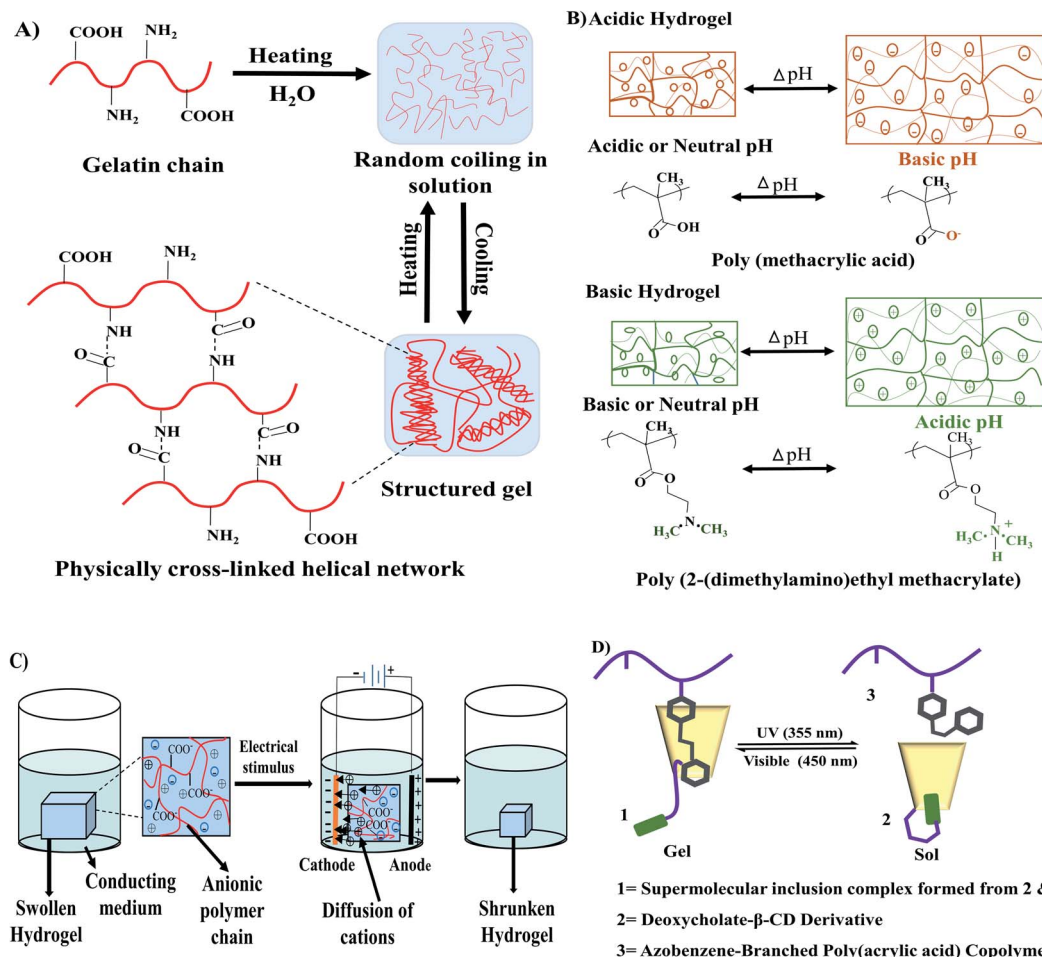 A)
COOH
NH₂
NH₂
COOH
Gelatin chain
Heating
H₂O
Random coiling in
solution
Heating
Cooling
Structured gel
COOH
NH₂
NH
C
O
C
O
NH
NH
C
O
C
O
NH
NH₂
COOH
Physically cross-linked helical network
B)
Acidic Hydrogel
ΔpH
Acidic or Neutral pH
Basic pH
CH₃
O
OH
ΔpH
CH₃
O
O-
Poly (methacrylic acid)
Basic Hydrogel
ΔpH
Basic or Neutral pH
Acidic pH
CH₃
O
O
N
H₃C
CH₃
ΔpH
CH₃
O
O
N
+
H₃C
CH₃
H
Poly (2-(dimethylamino)ethyl methacrylate)
C)
COO-
COO-
COO-
Electrical
stimulus
-
+
COO-
COO-
Cathode
Anode
Swollen
Hydrogel
Conducting
medium
Anionic
polymer
chain
Diffusion of
cations
Shrunken
Hydrogel
D)
1
Gel
UV (355 nm)
Visible (450 nm)
3
2
Sol
1= Supermolecular inclusion complex formed from 2 &
2= Deoxycholate-β-CD Derivative
3= Azobenzene-Branched Poly(acrylic acid) Copolyme